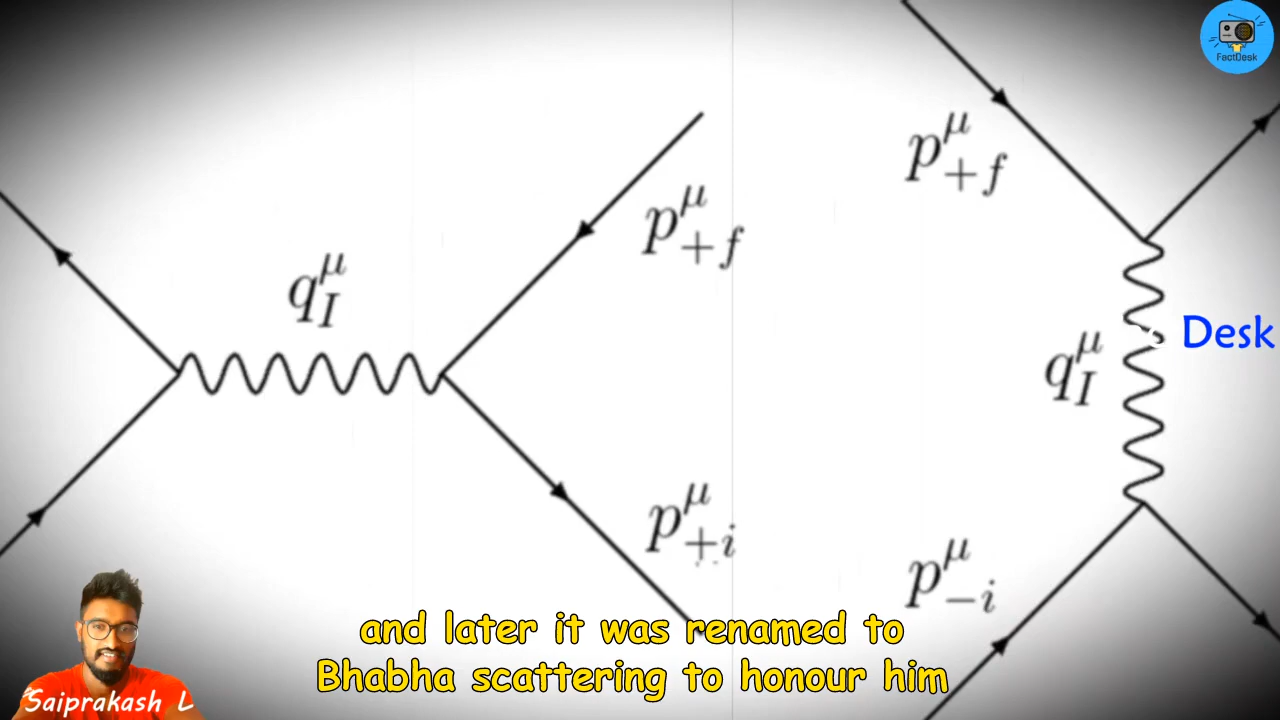 FactDesk
p^μ_{+f}
p^μ_{+f}
q^μ_I
Desk
q^μ_I
p^μ_{+i}
p^μ_{-i}
and later it was renamed to
Bhabha scattering to honour him
Saiprakash L